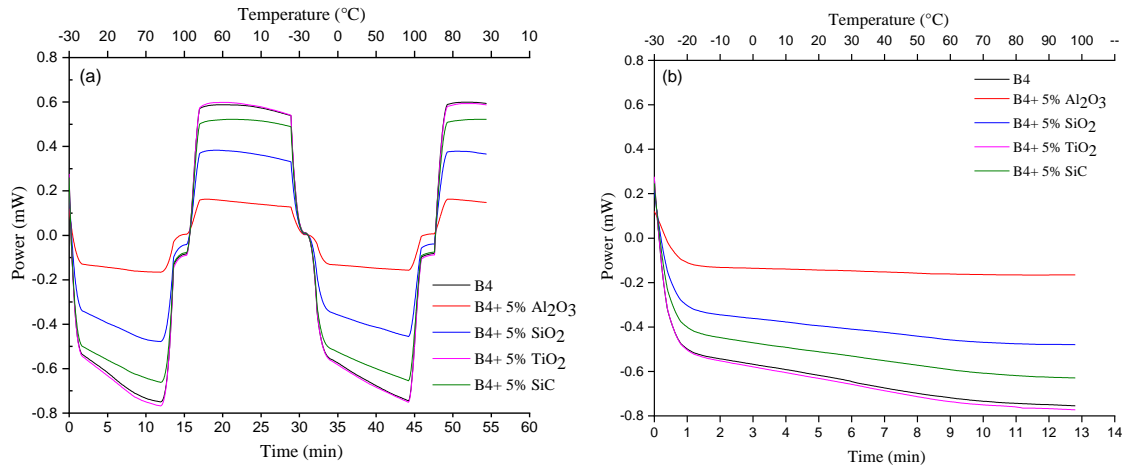 Temperature (°C)
-30 20 70 100 60 10 -30 0 50 100 80 30 10
0.8
0.6
0.4
0.2
0.0
-0.2
-0.4
-0.6
-0.8
Power (mW)
(a)
B4
B4+ 5% Al2O3
B4+ 5% SiO2
B4+ 5% TiO2
B4+ 5% SiC
0 5 10 15 20 25 30 35 40 45 50 55 60
Time (min)
Temperature (°C)
-30 -20 -10 0 10 20 30 40 50 60 70 80 90 100 --
0.8
0.6
0.4
0.2
0.0
-0.2
-0.4
-0.6
-0.8
Power (mW)
(b)
B4
B4+ 5% Al2O3
B4+ 5% SiO2
B4+ 5% TiO2
B4+ 5% SiC
0 1 2 3 4 5 6 7 8 9 10 11 12 13 14
Time (min)